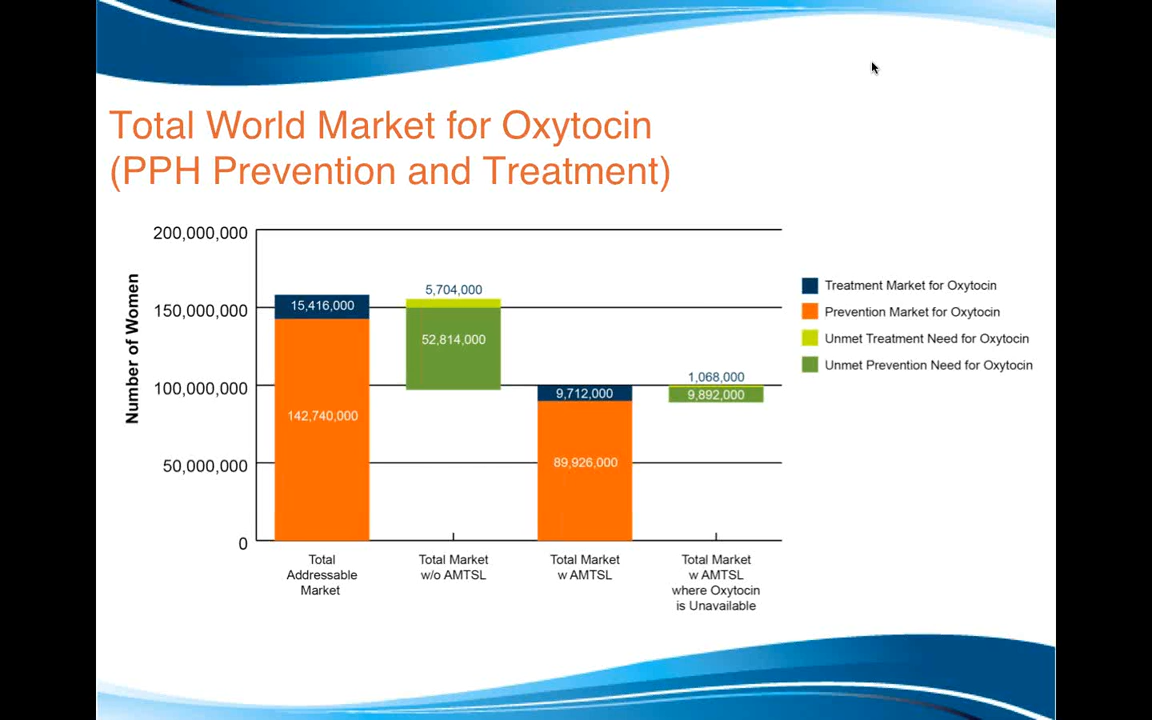 Total World Market for Oxytocin
(PPH Prevention and Treatment)
Number of Women
200,000,000
150,000,000
100,000,000
50,000,000
0
15,416,000
142,740,000
5,704,000
52,814,000
9,712,000
89,926,000
1,068,000
9,892,000
Total
Addressable
Market
Total Market
w/o AMTSL
Total Market
w AMTSL
Total Market
w AMTSL
where Oxytocin
is Unavailable
Treatment Market for Oxytocin
Prevention Market for Oxytocin
Unmet Treatment Need for Oxytocin
Unmet Prevention Need for Oxytocin